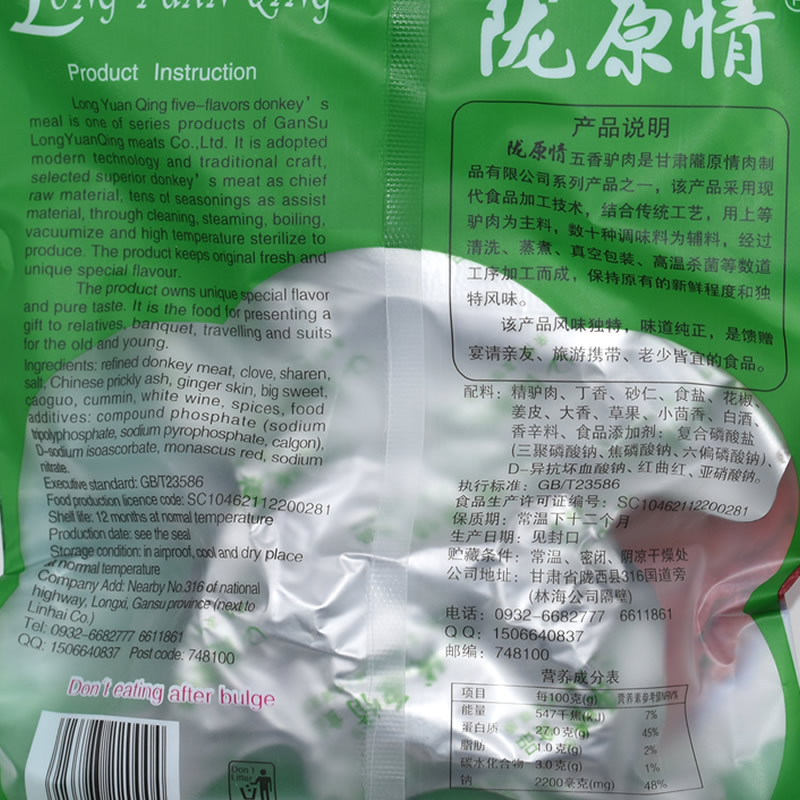 Long Yuan Qing
Product Instruction
Long Yuan Qing five-flavors donkey's
meal is one of series products of GanSu
LongYuanQing meats Co.,Ltd. It is adopted
modern technology and traditional craft,
selected superior donkey's meat as chief
raw material, tens of seasonings as assist
material, through cleaning, steaming, boiling,
vacuumize and high temperature sterilize to
produce. The product keeps original fresh and
unique special flavour.
The product owns unique special flavor
and pure taste. It is the food for presenting a
gift to relatives, banquet, travelling and suits
for the old and young.
Ingredients: refined donkey meat, clove, sharen,
salt, Chinese prickly ash, ginger skin, big sweet,
caoguo, cummin, white wine, spices, food
additives: compound phosphate (sodium
tripolyphosphate, sodium pyrophosphate, calgon),
D-sodium isoascorbate, monascus red, sodium
nitrate.
Executive standard: GB/T23586
Food production licence code: SC10462112200281
Shelf life: 12 months at normal temperature
Production date: see the seal
Storage condition: in airproof, cool and dry place
at normal temperature
Company Add: Nearby No.316 of national
highway, Longxi, Gansu province (next to
Linhai Co.)
Tel: 0932-6682777 6611861
QQ: 1506640837 Post code: 748100
Don't eating after bulge
Don't
Litter
陇原情
产品说明
陇原情五香驴肉是甘肃陇原情肉制
品有限公司系列产品之一，该产品采用现
代食品加工技术，结合传统工艺，用上等
驴肉为主料，数十种调味料为辅料，经过
清洗、蒸煮、真空包装、高温杀菌等数道
工序加工而成，保持原有的新鲜程度和独
特风味。
该产品风味独特，味道纯正，是馈赠
宴请亲友、旅游携带、老少皆宜的食品。
配料：精驴肉、丁香、砂仁、食盐、花椒、
姜皮、大香、草果、小茴香、白酒、
香辛料、食品添加剂：复合磷酸盐
(三聚磷酸钠、焦磷酸钠、六偏磷酸钠)、
D-异抗坏血酸钠、红曲红、亚硝酸钠。
执行标准：GB/T23586
食品生产许可证编号：SC10462112200281
保质期：常温下十二个月
生产日期：见封口
贮藏条件：常温、密闭、阴凉干燥处
公司地址：甘肃省陇西县316国道旁
(林海公司隔壁)
电话：0932-6682777 6611861
QQ：1506640837
邮编：748100
营养成分表
项目 每100克(g) 营养素参考值NRV%
能量 547千焦(kJ) 7%
蛋白质 27.0克(g) 45%
脂肪 1.0克(g) 2%
碳水化合物 3.0克(g) 1%
钠 2200毫克(mg) 48%